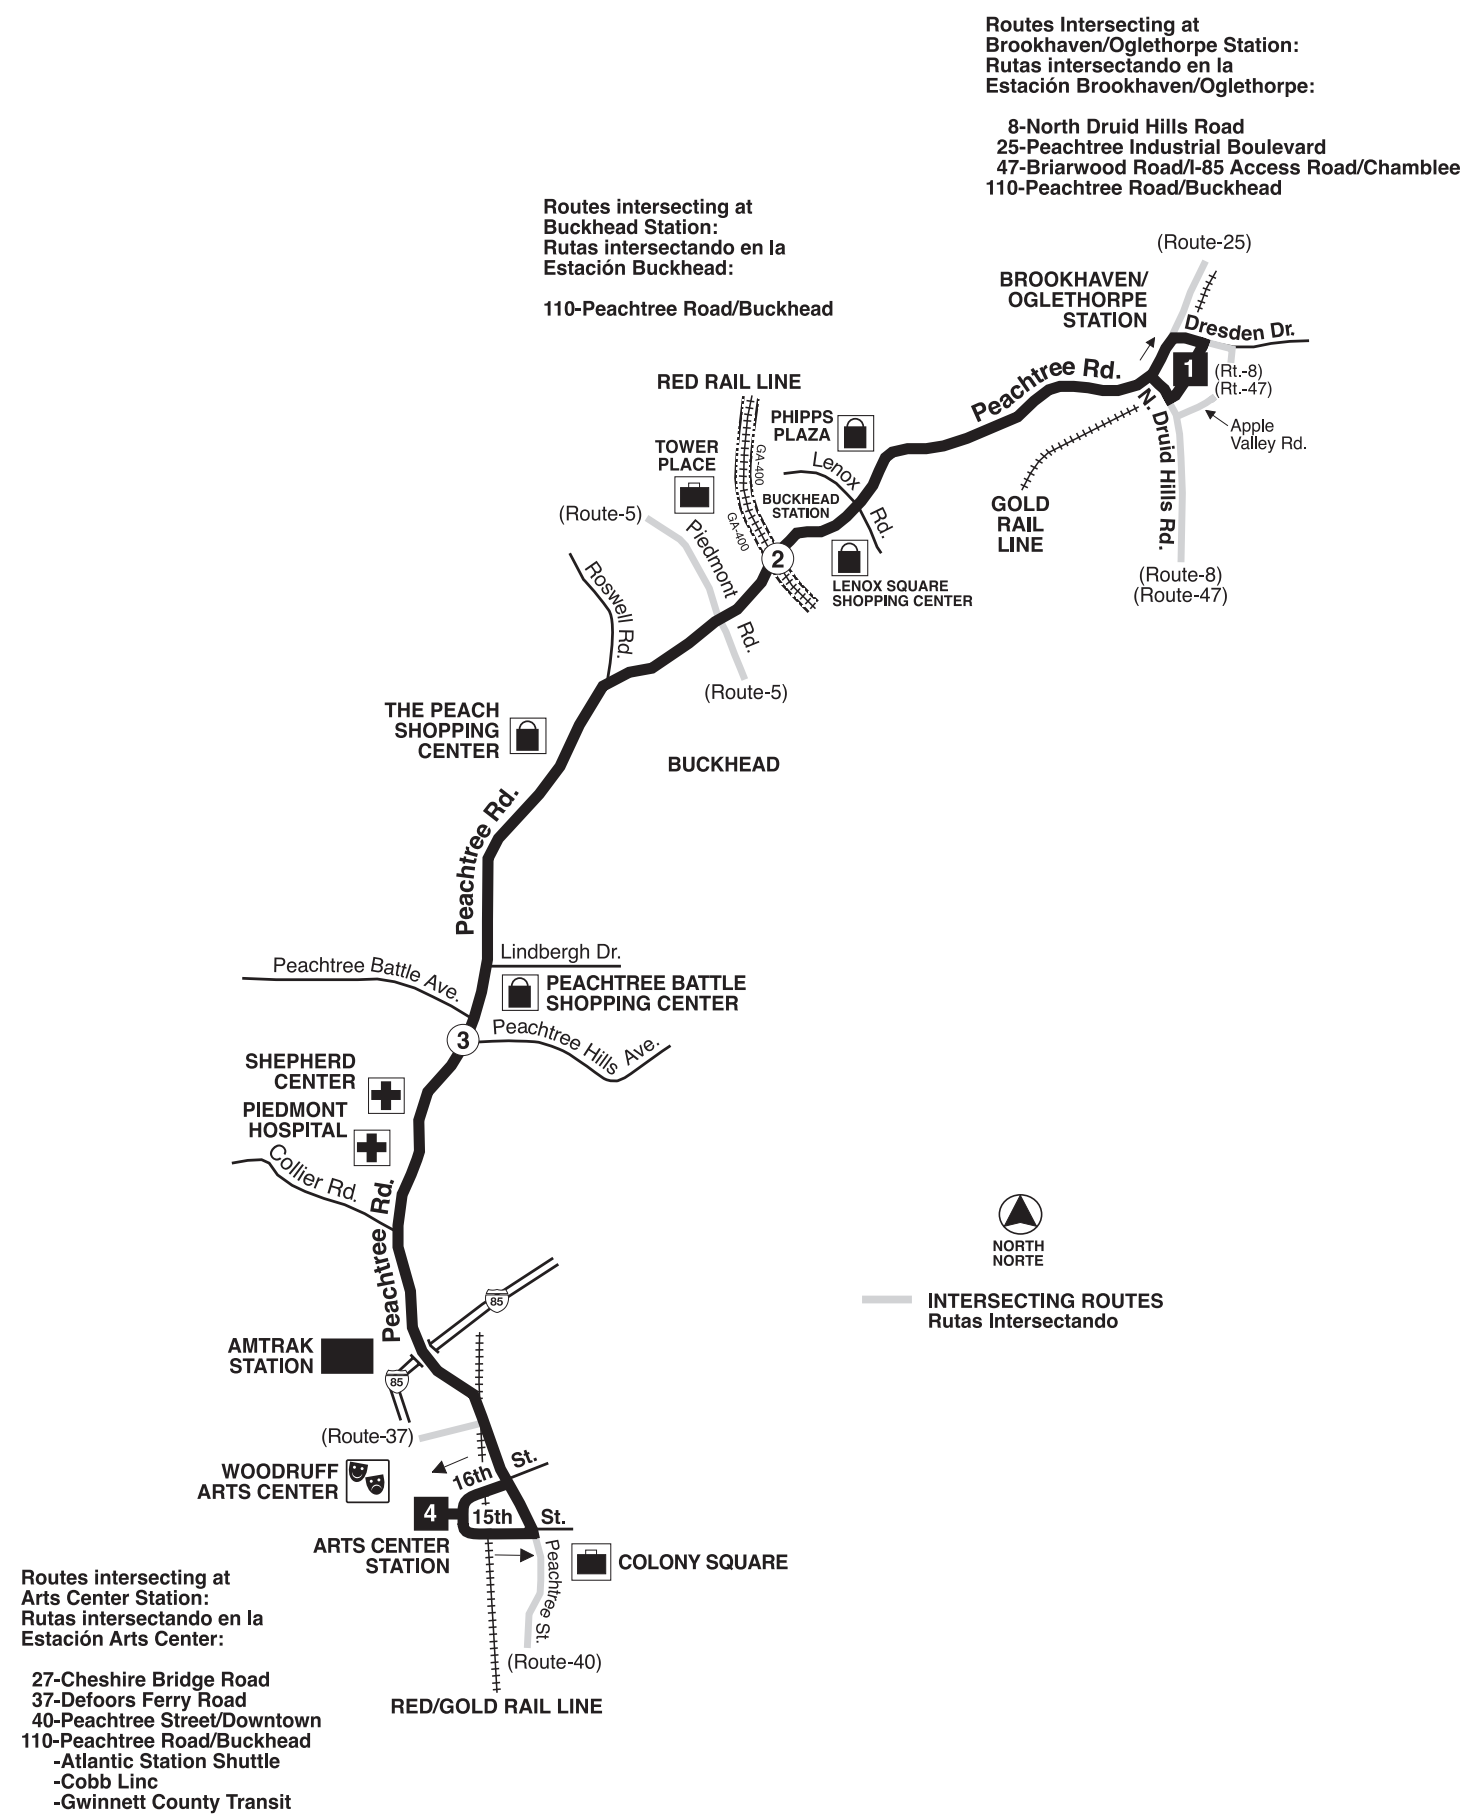 Routes Intersecting at
Brookhaven/Oglethorpe Station:
Rutas intersectando en la
Estación Brookhaven/Oglethorpe:
8-North Druid Hills Road
25-Peachtree Industrial Boulevard
47-Briarwood Road/I-85 Access Road/Chamblee
110-Peachtree Road/Buckhead
Routes intersecting at
Buckhead Station:
Rutas intersectando en la
Estación Buckhead:
110-Peachtree Road/Buckhead
(Route-25)
BROOKHAVEN/
OGLETHORPE
STATION
Dresden Dr.
1
(Rt.-8)
(Rt.-47)
Apple
Valley Rd.
Peachtree Rd.
N. Druid Hills Rd.
GOLD
RAIL
LINE
(Route-8)
(Route-47)
RED RAIL LINE
PHIPPS
PLAZA
TOWER
PLACE
GA-400
Lenox
Rd.
BUCKHEAD
STATION
GA-400
(Route-5)
Piedmont
Rd.
2
LENOX SQUARE
SHOPPING CENTER
Roswell Rd.
(Route-5)
THE PEACH
SHOPPING
CENTER
BUCKHEAD
Peachtree Rd.
Lindbergh Dr.
Peachtree Battle Ave.
PEACHTREE BATTLE
SHOPPING CENTER
3
Peachtree Hills Ave.
SHEPHERD
CENTER
PIEDMONT
HOSPITAL
Collier Rd.
Peachtree Rd.
NORTH
NORTE
INTERSECTING ROUTES
Rutas Intersectando
85
AMTRAK
STATION
85
(Route-37)
WOODRUFF
ARTS CENTER
16th St.
4
15th St.
ARTS CENTER
STATION
Peachtree St.
COLONY SQUARE
(Route-40)
RED/GOLD RAIL LINE
Routes intersecting at
Arts Center Station:
Rutas intersectando en la
Estación Arts Center:
27-Cheshire Bridge Road
37-Defoors Ferry Road
40-Peachtree Street/Downtown
110-Peachtree Road/Buckhead
-Atlantic Station Shuttle
-Cobb Linc
-Gwinnett County Transit